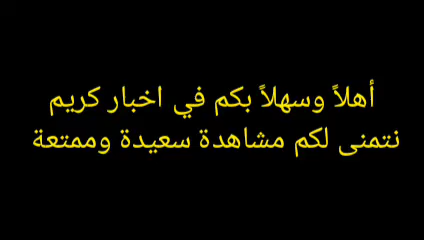 أهلاً وسهلاً بكم في اخبار كريم
نتمنى لكم مشاهدة سعيدة وممتعة